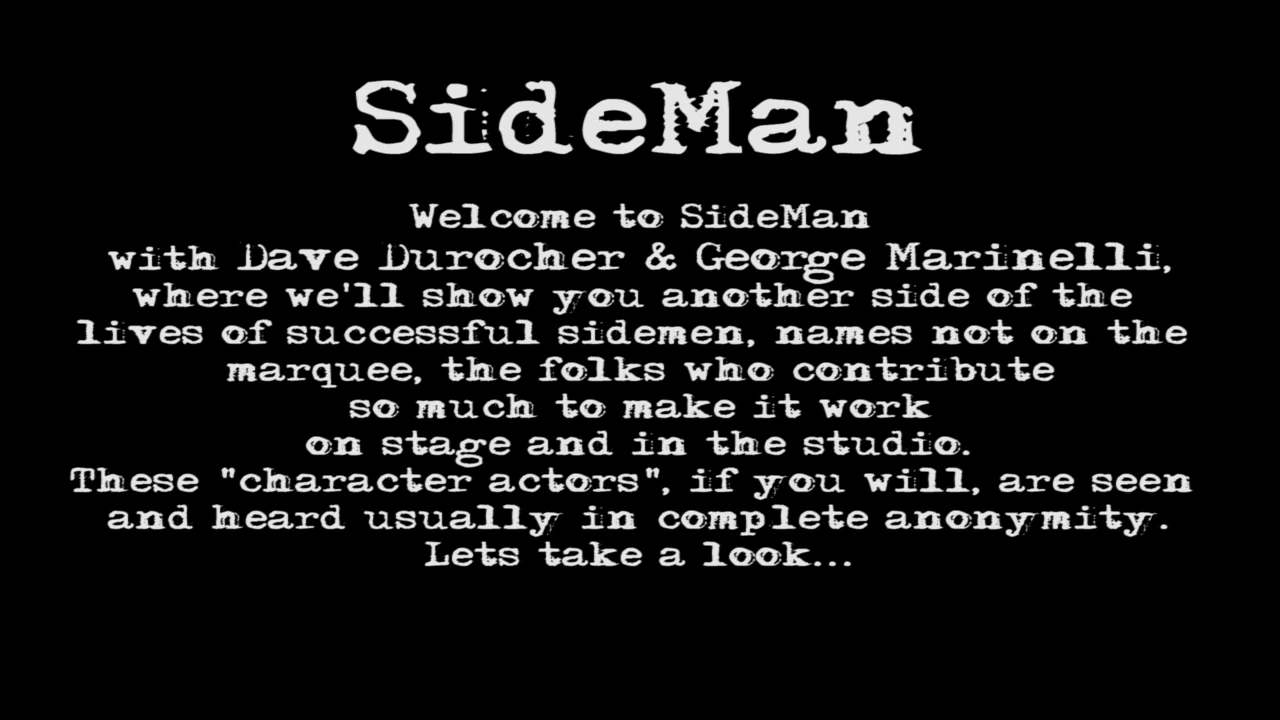 SideMan
Welcome to SideMan
with Dave Durocher & George Marinelli,
where we'll show you another side of the
lives of successful sidemen, names not on the
marquee, the folks who contribute
so much to make it work
on stage and in the studio.
These "character actors", if you will, are seen
and heard usually in complete anonymity.
Lets take a look...